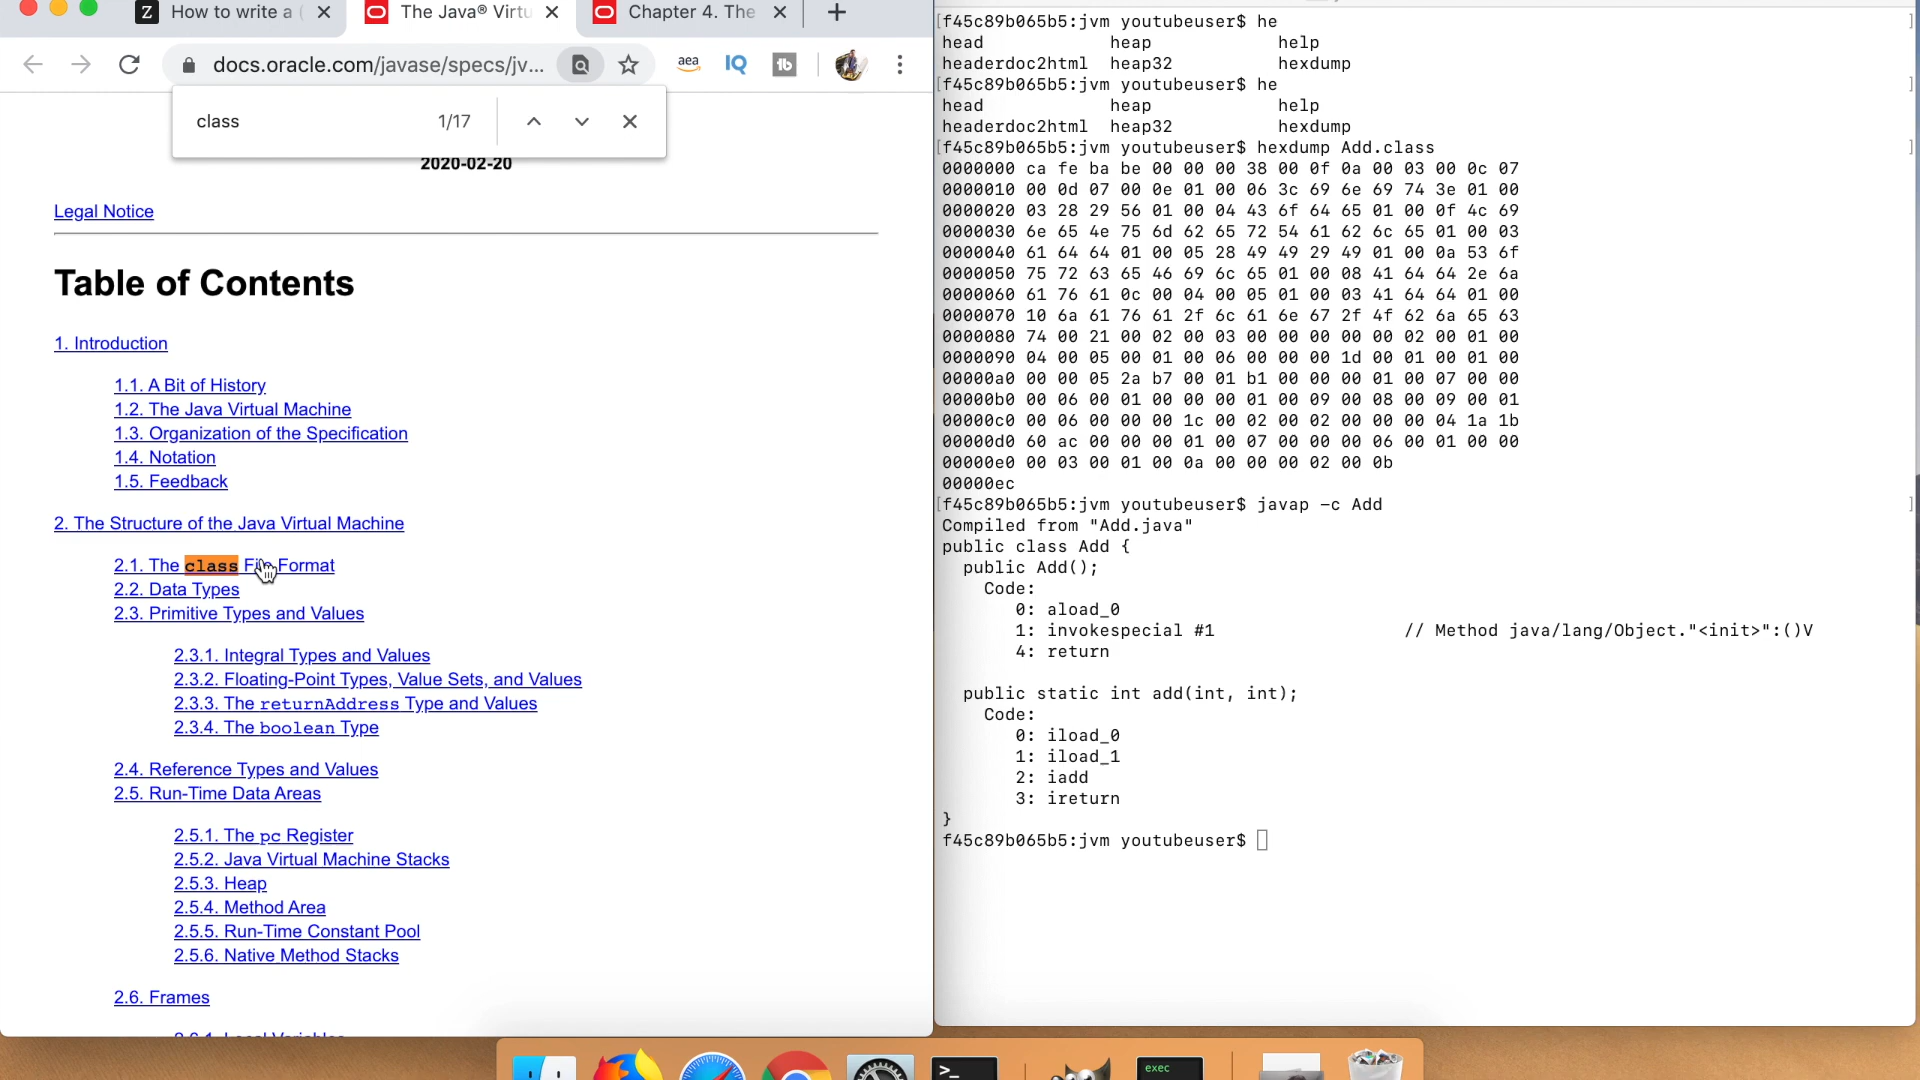 How to write a (
The Java® Virtu
Chapter 4. The
docs.oracle.com/javase/specs/jv...
aea
IQ
class 1/17
2020-02-20
Legal Notice
Table of Contents
1. Introduction
1.1. A Bit of History
1.2. The Java Virtual Machine
1.3. Organization of the Specification
1.4. Notation
1.5. Feedback
2. The Structure of the Java Virtual Machine
2.1. The class File Format
2.2. Data Types
2.3. Primitive Types and Values
2.3.1. Integral Types and Values
2.3.2. Floating-Point Types, Value Sets, and Values
2.3.3. The returnAddress Type and Values
2.3.4. The boolean Type
2.4. Reference Types and Values
2.5. Run-Time Data Areas
2.5.1. The pc Register
2.5.2. Java Virtual Machine Stacks
2.5.3. Heap
2.5.4. Method Area
2.5.5. Run-Time Constant Pool
2.5.6. Native Method Stacks
2.6. Frames
[f45c89b065b5:jvm youtubeuser$ he ]
head heap help
headerdoc2html heap32 hexdump
[f45c89b065b5:jvm youtubeuser$ he ]
head heap help
headerdoc2html heap32 hexdump
[f45c89b065b5:jvm youtubeuser$ hexdump Add.class ]
0000000 ca fe ba be 00 00 00 38 00 0f 0a 00 03 00 0c 07
0000010 00 0d 07 00 0e 01 00 06 3c 69 6e 69 74 3e 01 00
0000020 03 28 29 56 01 00 04 43 6f 64 65 01 00 0f 4c 69
0000030 6e 65 4e 75 6d 62 65 72 54 61 62 6c 65 01 00 03
0000040 61 64 64 01 00 05 28 49 49 29 49 01 00 0a 53 6f
0000050 75 72 63 65 46 69 6c 65 01 00 08 41 64 64 2e 6a
0000060 61 76 61 0c 00 04 00 05 01 00 03 41 64 64 01 00
0000070 10 6a 61 76 61 2f 6c 61 6e 67 2f 4f 62 6a 65 63
0000080 74 00 21 00 02 00 03 00 00 00 00 00 02 00 01 00
0000090 04 00 05 00 01 00 06 00 00 00 1d 00 01 00 01 00
00000a0 00 00 05 2a b7 00 01 b1 00 00 00 01 00 07 00 00
00000b0 00 06 00 01 00 00 00 01 00 09 00 08 00 09 00 01
00000c0 00 06 00 00 00 1c 00 02 00 02 00 00 00 04 1a 1b
00000d0 60 ac 00 00 00 01 00 07 00 00 00 06 00 01 00 00
00000e0 00 03 00 01 00 0a 00 00 00 02 00 0b
00000ec
[f45c89b065b5:jvm youtubeuser$ javap -c Add ]
Compiled from "Add.java"
public class Add {
public Add();
Code:
0: aload_0
1: invokespecial #1 // Method java/lang/Object."<init>":()V
4: return
public static int add(int, int);
Code:
0: iload_0
1: iload_1
2: iadd
3: ireturn
}
f45c89b065b5:jvm youtubeuser$
exec